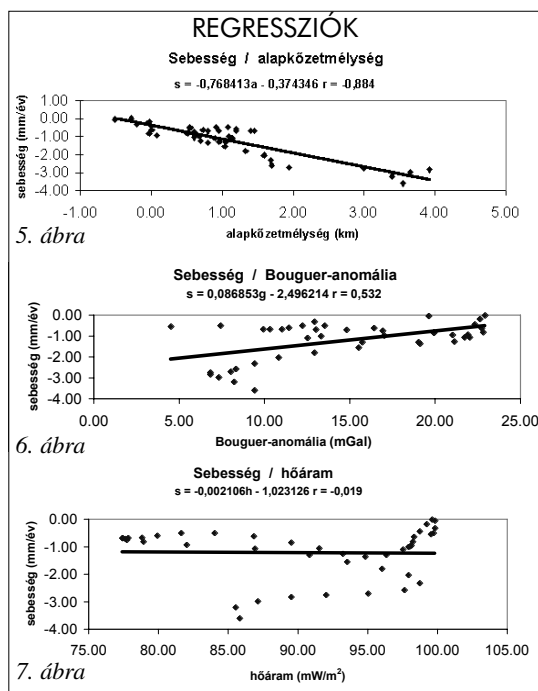 REGRESSZIÓK
Sebesség / alapkőzetmélység
s = -0,768413a - 0,374346 r = -0,884
sebesség (mm/év)
1.00
0.00
-1.00
-2.00
-3.00
-4.00
-1.00 0.00 1.00 2.00 3.00 4.00 5.00
alapkőzetmélység (km)
5. ábra
Sebesség / Bouguer-anomália
s = 0,086853g - 2,496214 r = 0,532
sebesség (mm/év)
0.00
-1.00
-2.00
-3.00
-4.00
0.00 5.00 10.00 15.00 20.00 25.00
Bouguer-anomália (mGal)
6. ábra
Sebesség / hőáram
s = -0,002106h - 1,023126 r = -0,019
sebesség (mm/év)
0.00
-1.00
-2.00
-3.00
-4.00
75.00 80.00 85.00 90.00 95.00 100.00 105.00
hőáram (mW/m²)
7. ábra